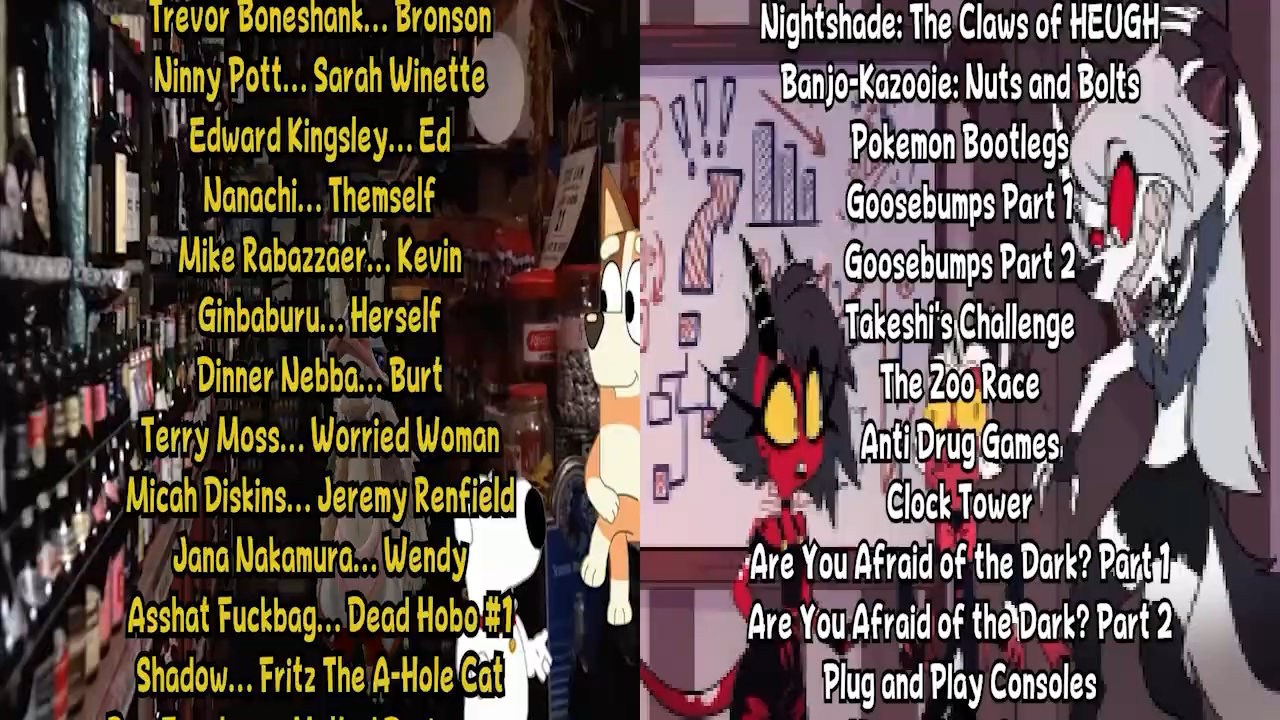 Trevor Boneshank... Bronson
Ninny Pott... Sarah Winette
Edward Kingsley... Ed
Nanachi... Themself
Mike Rabazzaer... Kevin
Ginbaburu... Herself
Dinner Nebba... Burt
Terry Moss... Worried Woman
Micah Diskins... Jeremy Renfield
Jana Nakamura... Wendy
Asshat Fuckbag... Dead Hobo #1
Shadow... Fritz The A-Hole Cat
Nightshade: The Claws of HEUGH
Banjo-Kazooie: Nuts and Bolts
Pokemon Bootlegs
Goosebumps Part 1
Goosebumps Part 2
Takeshi's Challenge
The Zoo Race
Anti Drug Games
Clock Tower
Are You Afraid of the Dark? Part 1
Are You Afraid of the Dark? Part 2
Plug and Play Consoles
!!!